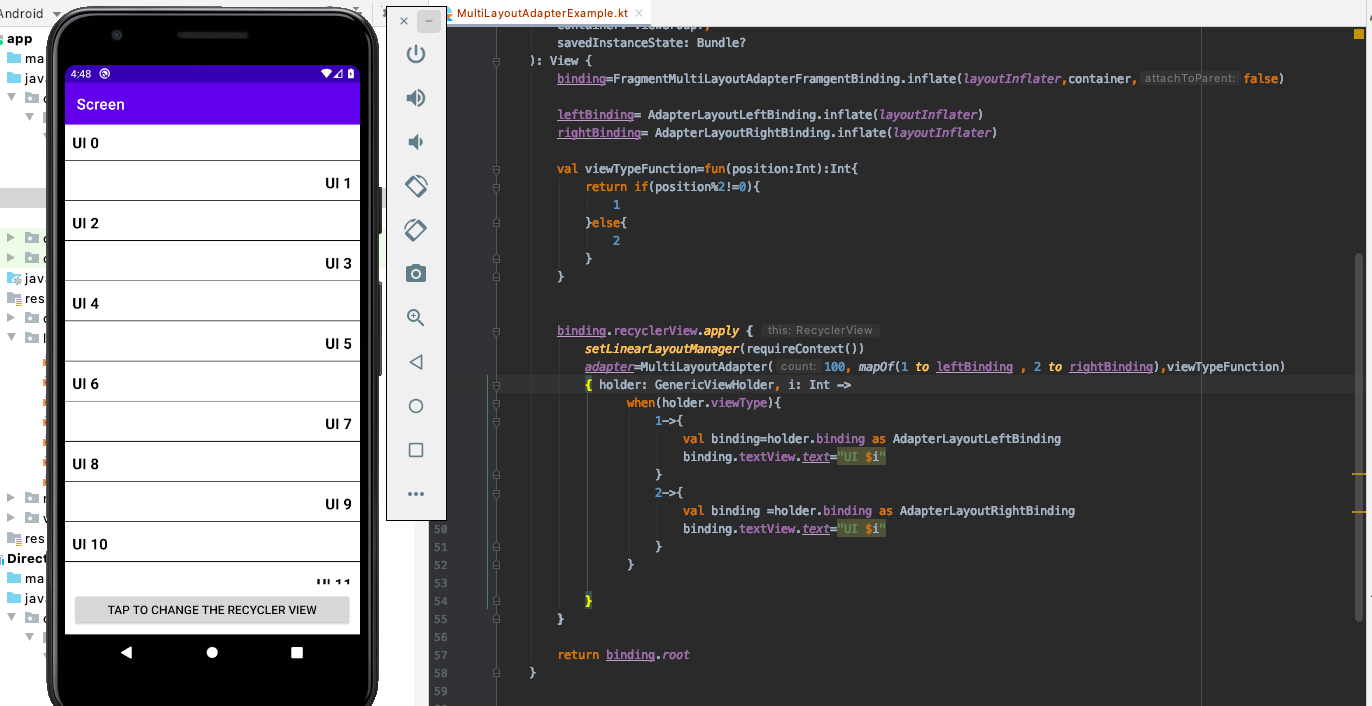 Android
app
ma
jav
jav
res
res
Direct
ma
jav
4:48
Screen
UI 0
UI 1
UI 2
UI 3
UI 4
UI 5
UI 6
UI 7
UI 8
UI 9
UI 10
UI 11
TAP TO CHANGE THE RECYCLER VIEW
MultiLayoutAdapterExample.kt
container: ViewGroup?,
savedInstanceState: Bundle?
): View {
binding=FragmentMultiLayoutAdapterFramgentBinding.inflate(layoutInflater,container, attachToParent: false)
leftBinding= AdapterLayoutLeftBinding.inflate(layoutInflater)
rightBinding= AdapterLayoutRightBinding.inflate(layoutInflater)
val viewTypeFunction=fun(position:Int):Int{
return if(position%2!=0){
1
}else{
2
}
}
binding.recyclerView.apply { this: RecyclerView
setLinearLayoutManager(requireContext())
adapter=MultiLayoutAdapter( count: 100, mapOf(1 to leftBinding , 2 to rightBinding),viewTypeFunction)
{ holder: GenericViewHolder, i: Int ->
when(holder.viewType){
1->{
val binding=holder.binding as AdapterLayoutLeftBinding
binding.textView.text="UI $i"
}
2->{
val binding =holder.binding as AdapterLayoutRightBinding
50 binding.textView.text="UI $i"
51 }
52 }
53
54 }
55 }
56
57 return binding.root
58 }
59